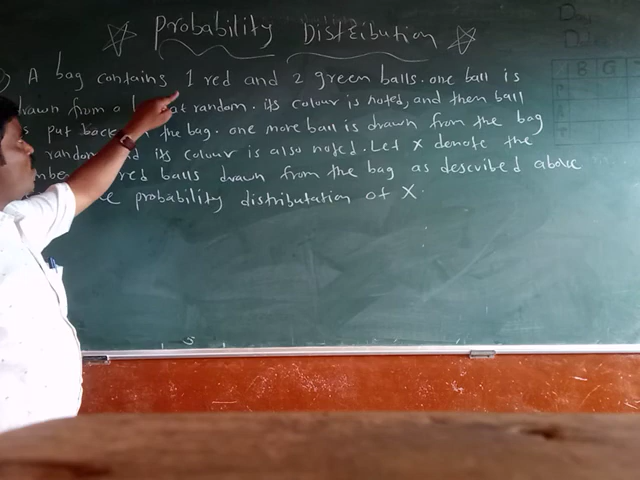 Probability Distribution
A bag contains 1 red and 2 green balls. one ball is
drawn from a at random. its colour is noted, and then ball
put back the bag. one more ball is drawn from the bag
random its colour is also noted. Let x denote the
red balls drawn from the bag as described above
probability distributation of X.
Day
Date
B G